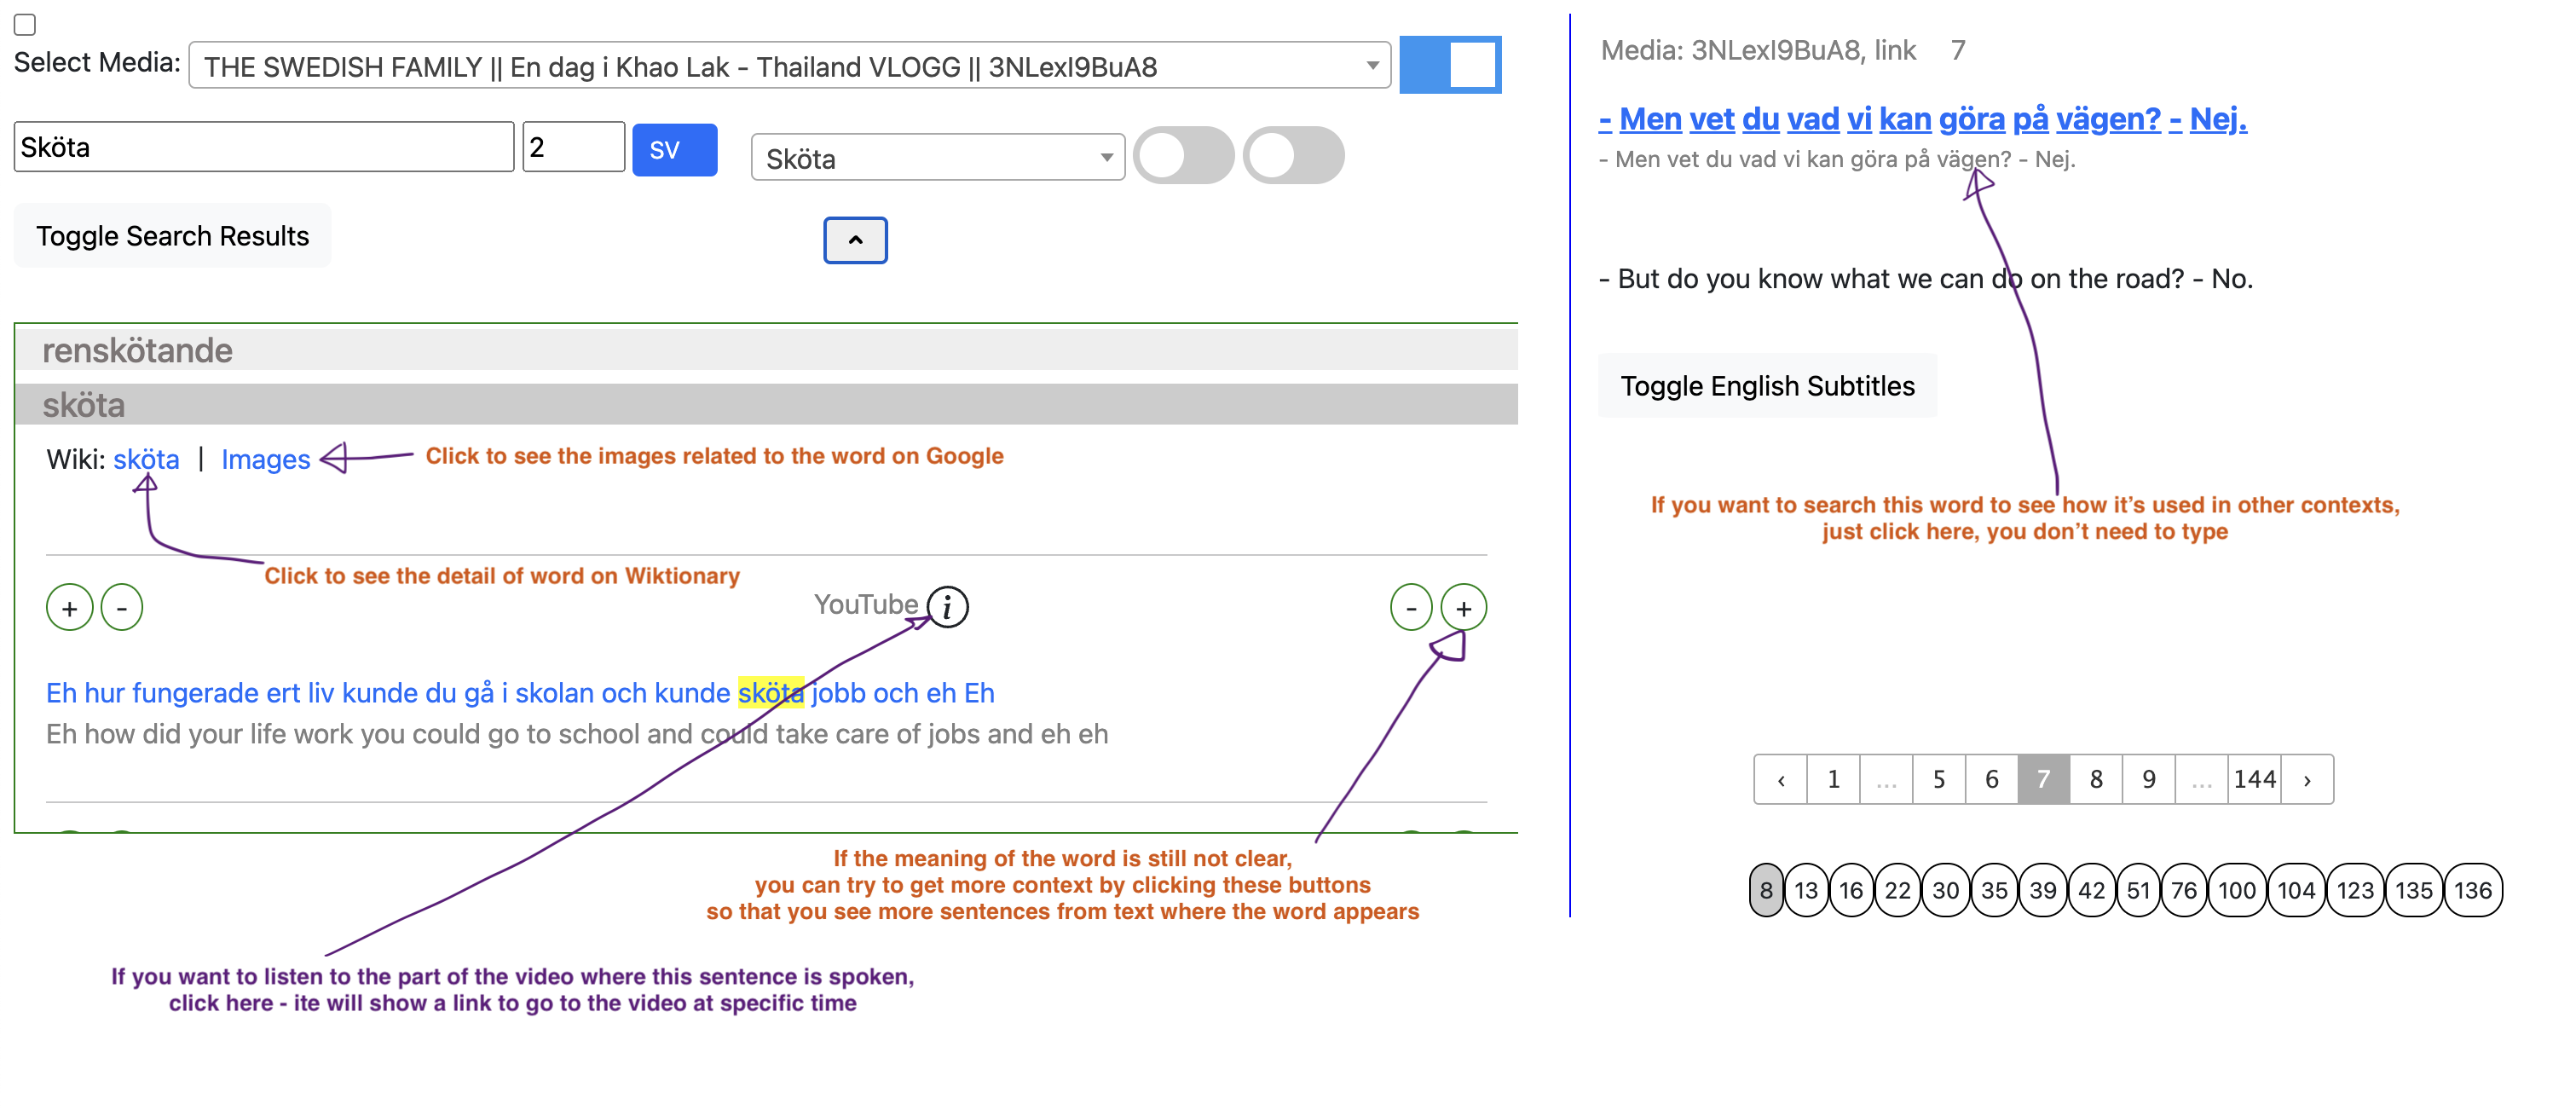 Select Media: THE SWEDISH FAMILY || En dag i Khao Lak - Thailand VLOGG || 3NLexI9BuA8
Sköta 2 SV Sköta
Toggle Search Results
renskötande
sköta
Wiki: sköta | Images
Click to see the images related to the word on Google
Click to see the detail of word on Wiktionary
+ - YouTube i - +
Eh hur fungerade ert liv kunde du gå i skolan och kunde sköta jobb och eh Eh
Eh how did your life work you could go to school and could take care of jobs and eh eh
If the meaning of the word is still not clear,
you can try to get more context by clicking these buttons
so that you see more sentences from text where the word appears
If you want to listen to the part of the video where this sentence is spoken,
click here - ite will show a link to go to the video at specific time
Media: 3NLexI9BuA8, link 7
- Men vet du vad vi kan göra på vägen? - Nej.
- Men vet du vad vi kan göra på vägen? - Nej.
- But do you know what we can do on the road? - No.
Toggle English Subtitles
If you want to search this word to see how it's used in other contexts,
just click here, you don't need to type
‹ 1 ... 5 6 7 8 9 ... 144 ›
8 13 16 22 30 35 39 42 51 76 100 104 123 135 136